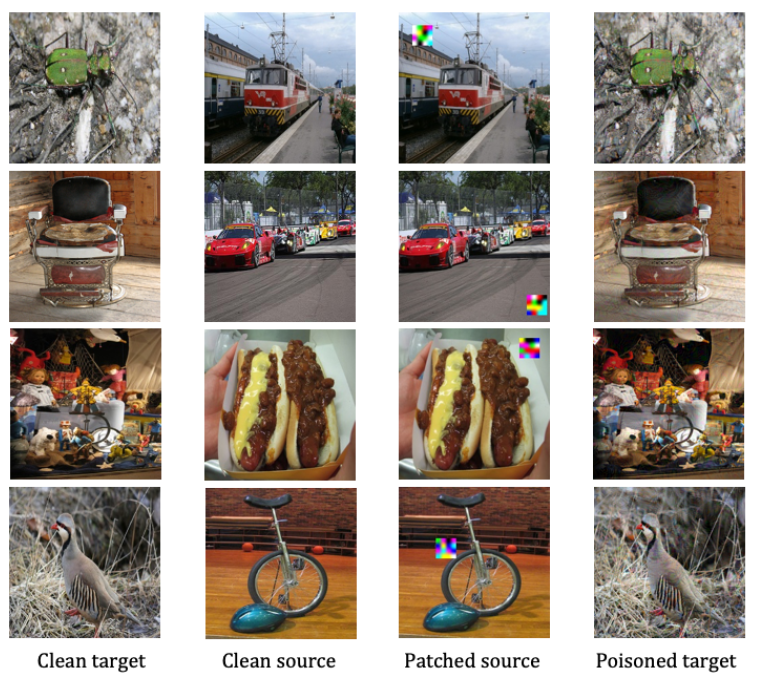 Clean target
Clean source
Patched source
Poisoned target